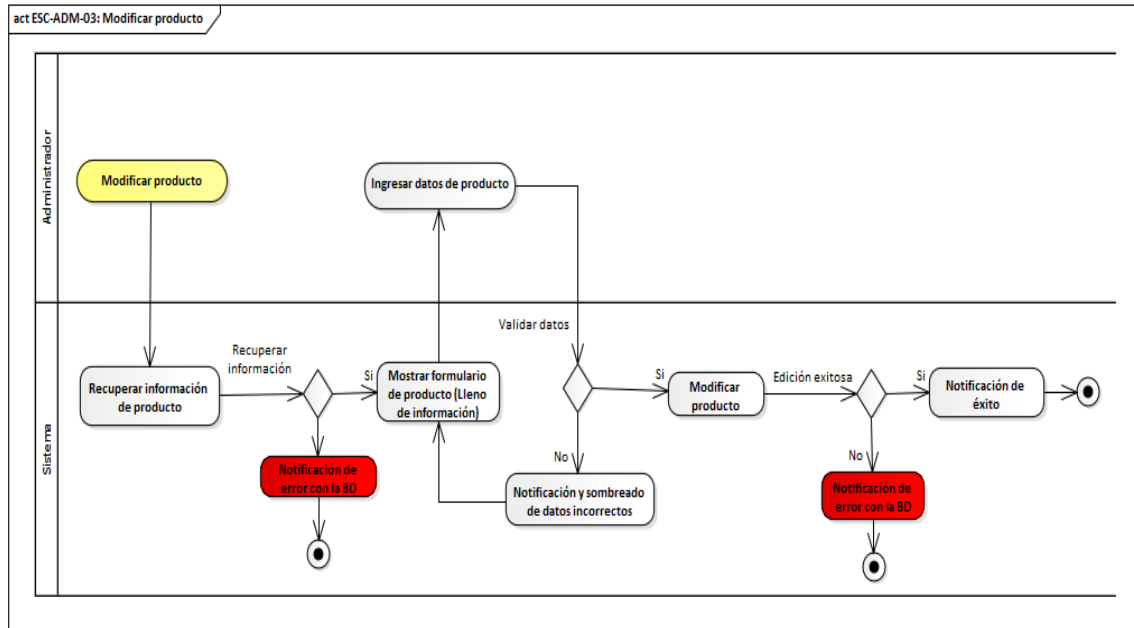 act ESC-ADM-03: Modificar producto
Administrador
Modificar producto
Ingresar datos de producto
Sistema
Validar datos
Recuperar
información
Recuperar información
de producto
Si
Mostrar formulario
de producto (Lleno
de información)
Si
Modificar
producto
Edición exitosa
Si
Notificación de
éxito
No
No
Notificación de
error con la BD
Notificación y sombreado
de datos incorrectos
Notificación de
error con la BD